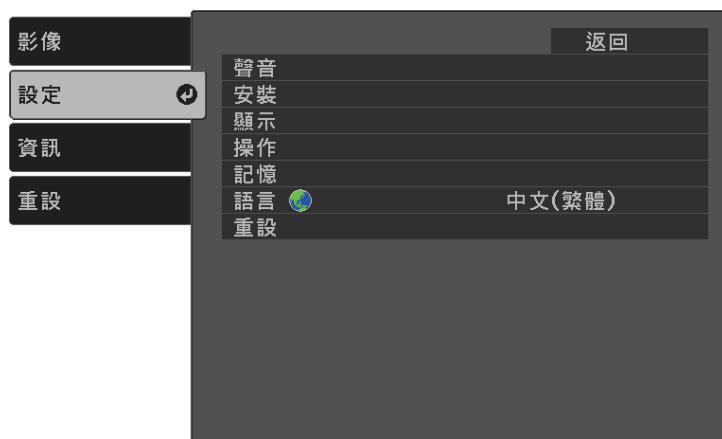 影像
設定
資訊
重設
返回
聲音
安裝
顯示
操作
記憶
語言 中文(繁體)
重設